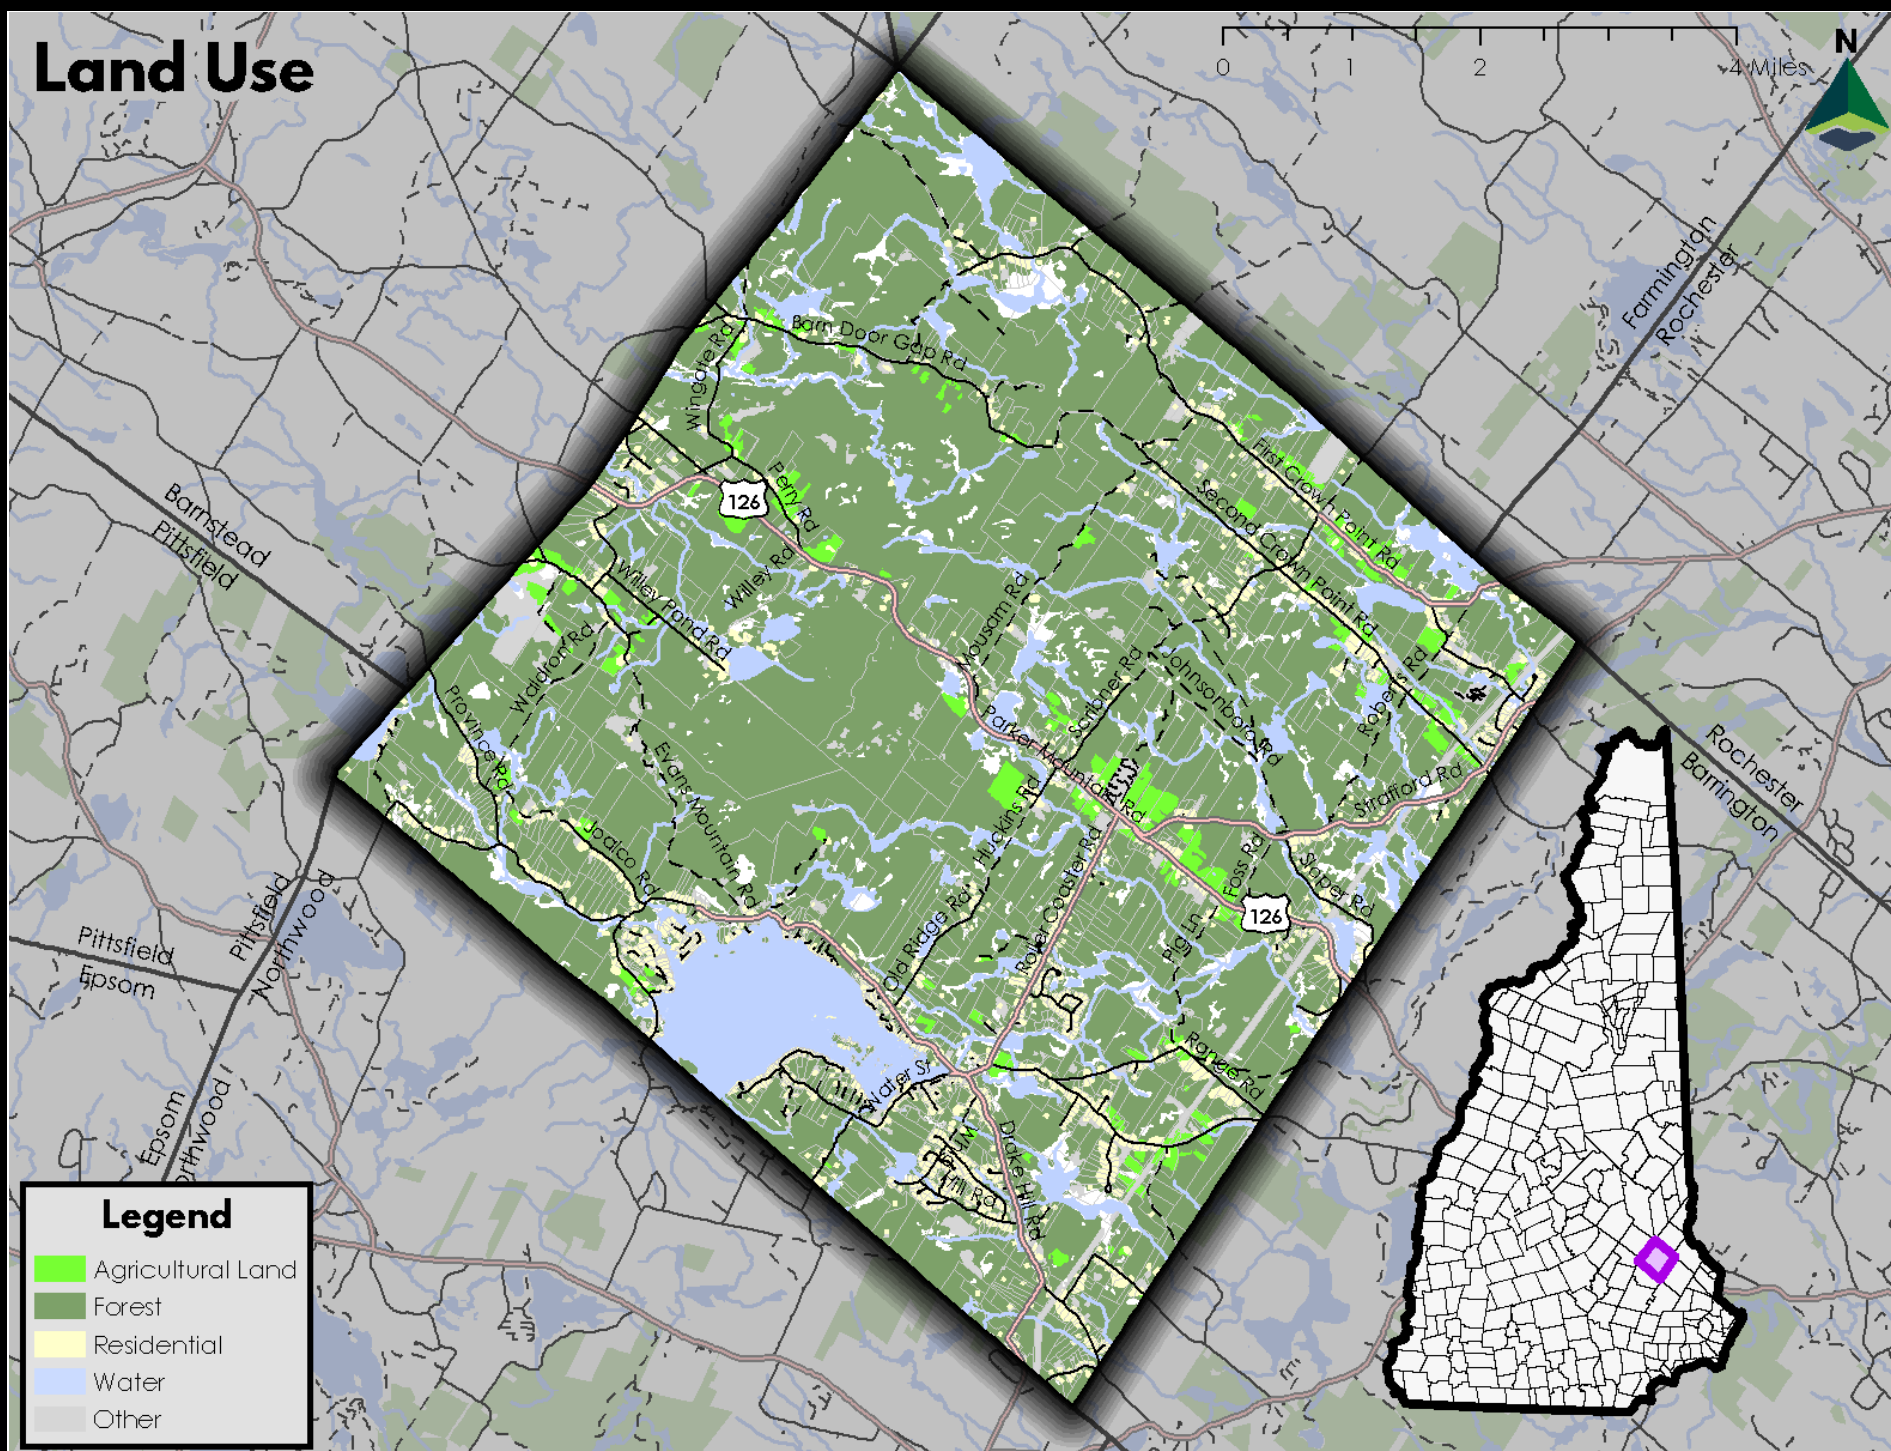 Land Use
0 1 2 4 Miles
N
Farmington
Rochester
Barnstead
Pittsfield
Barn Door Gap Rd
Wingate Rd
126
Perry Rd
First Crown Point Rd
Second Crown Point Rd
Willey Rd
Willey Pond Rd
Waldron Rd
Mousam Rd
Scribner Rd
Johnsonboro Rd
Roberts Rd
Province Rd
Evans Mountain Rd
Parker Mountain Rd
Strafford Rd
Rochester
Barrington
Joalco Rd
Huckins Rd
Foss Rd
Sloper Rd
126
Pittsfield
Northwood
Pittsfield
Epsom
Old Ridge Rd
Roller Coaster Rd
Pig Ln
Range Rd
Water St
Epsom
Drake Hill Rd
Hill Rd
Legend
Agricultural Land
Forest
Residential
Water
Other